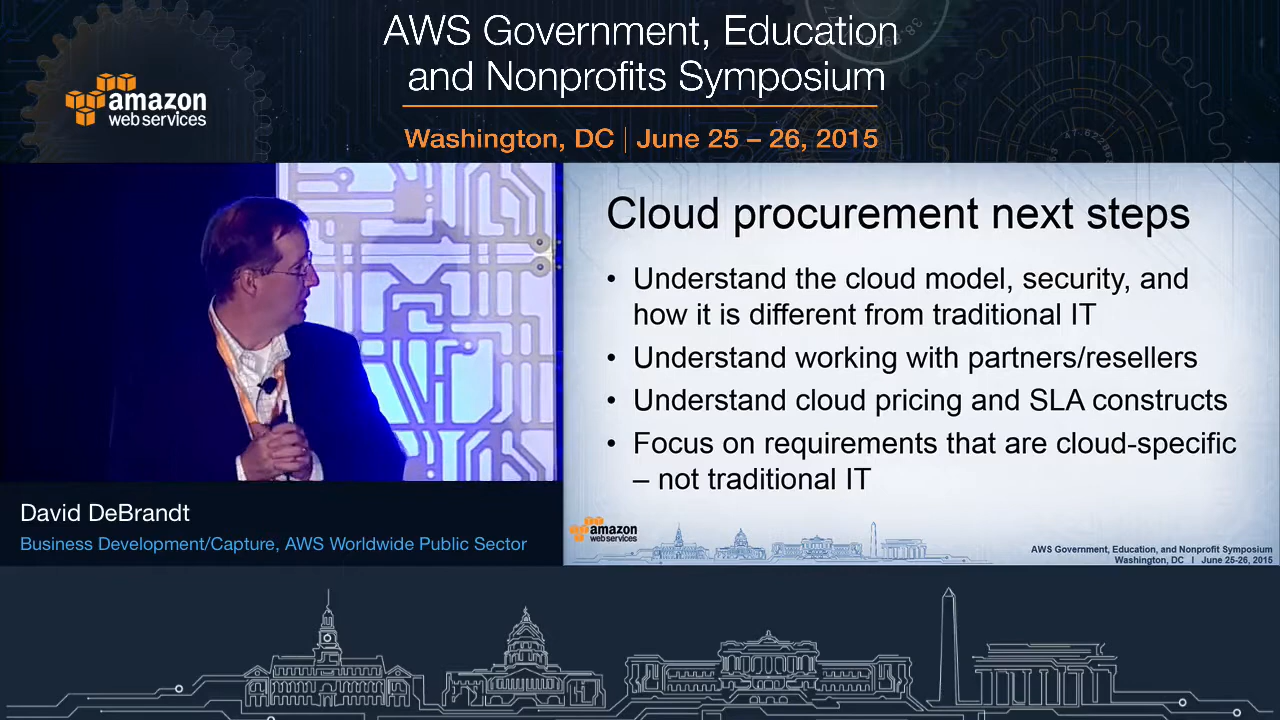 AWS Government, Education
and Nonprofits Symposium
amazon
web services
Washington, DC | June 25 – 26, 2015
Cloud procurement next steps
• Understand the cloud model, security, and
how it is different from traditional IT
• Understand working with partners/resellers
• Understand cloud pricing and SLA constructs
• Focus on requirements that are cloud-specific
– not traditional IT
David DeBrandt
Business Development/Capture, AWS Worldwide Public Sector
amazon
web services
AWS Government, Education, and Nonprofit Symposium
Washington, DC | June 25-26, 2015